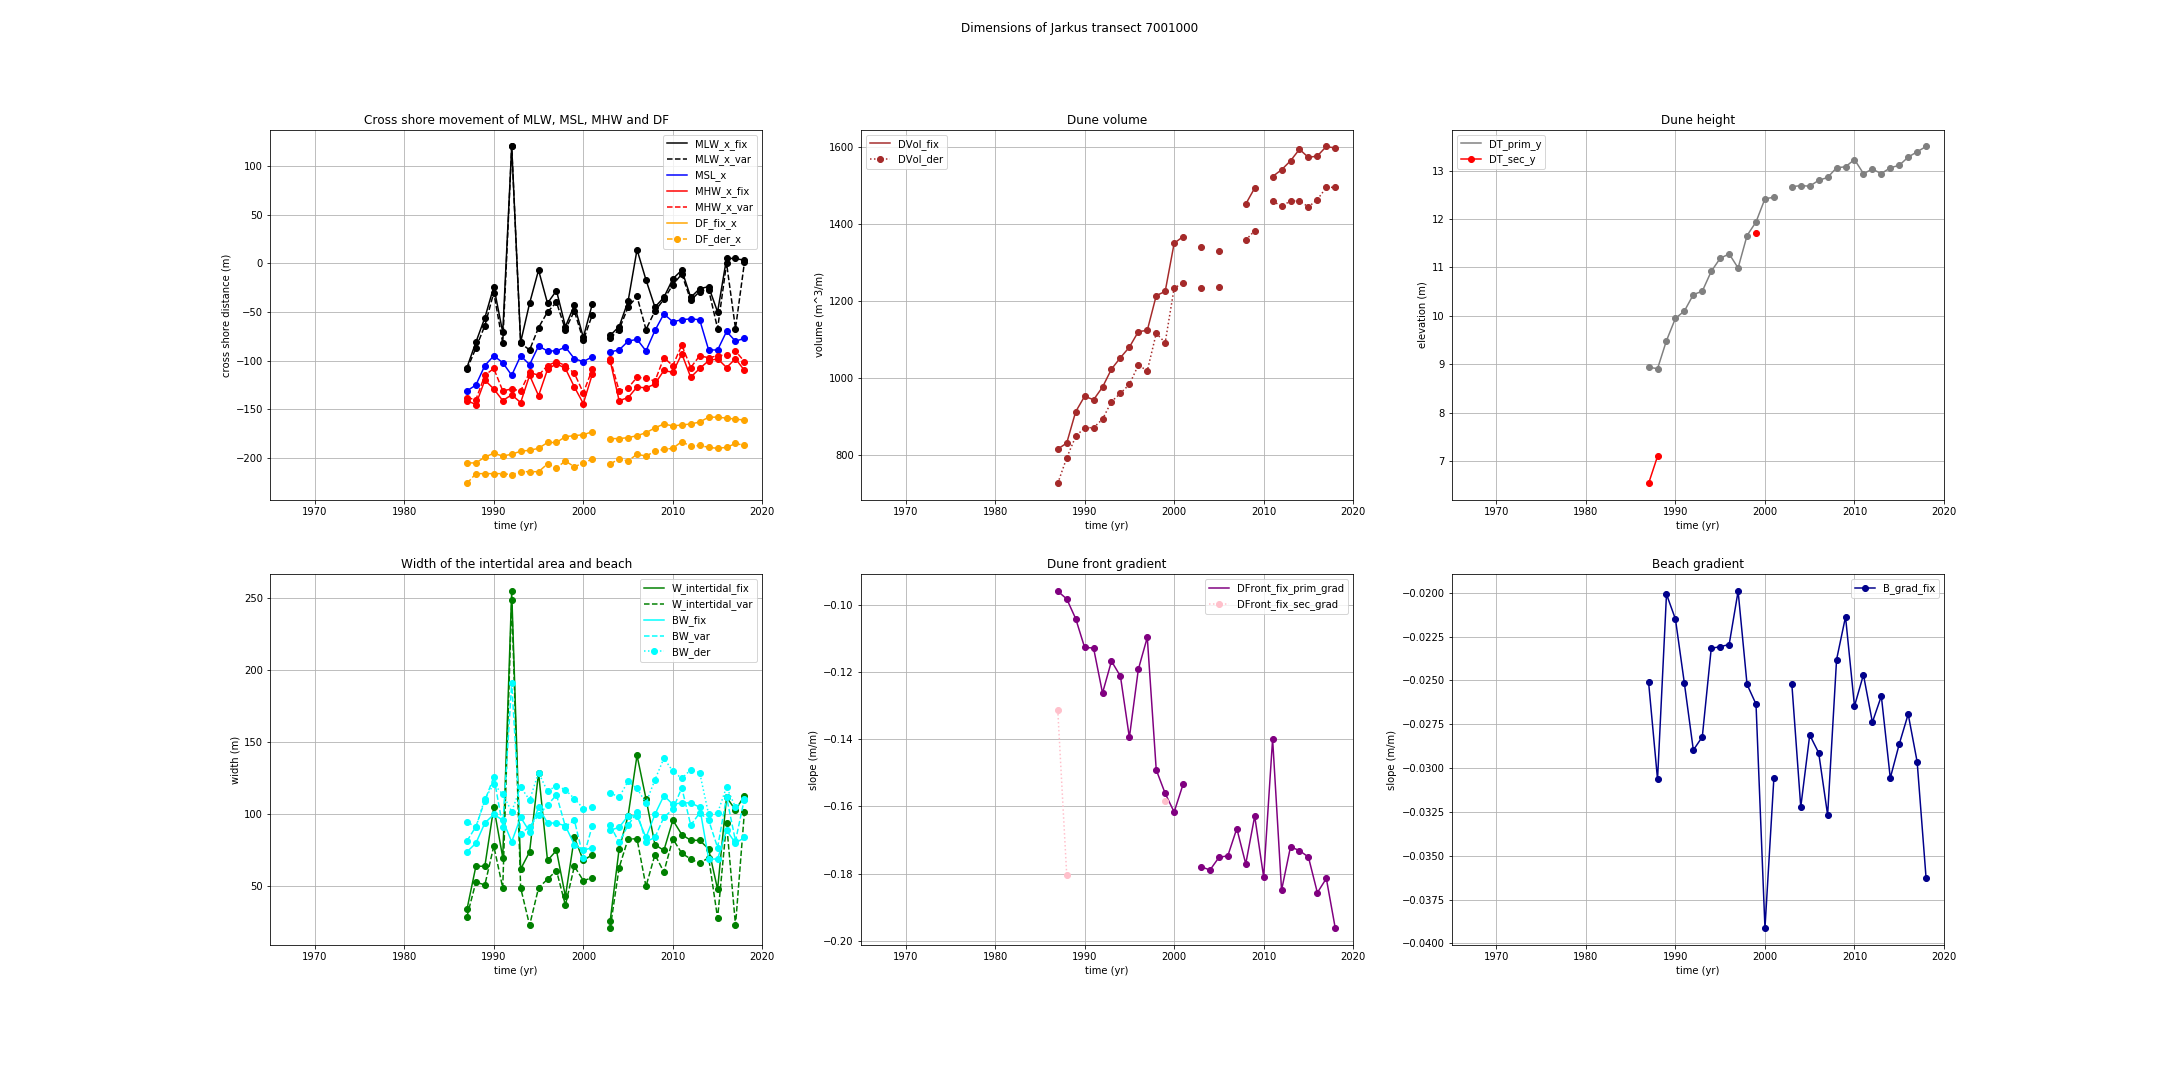 Dimensions of Jarkus transect 7001000
Cross shore movement of MLW, MSL, MHW and DF
cross shore distance (m)
100
50
0
−50
−100
−150
−200
MLW_x_fix
MLW_x_var
MSL_x
MHW_x_fix
MHW_x_var
DF_fix_x
DF_der_x
1970 1980 1990 2000 2010 2020
time (yr)
Dune volume
volume (m^3/m)
1600
1400
1200
1000
800
DVol_fix
DVol_der
1970 1980 1990 2000 2010 2020
time (yr)
Dune height
elevation (m)
13
12
11
10
9
8
7
DT_prim_y
DT_sec_y
1970 1980 1990 2000 2010 2020
time (yr)
Width of the intertidal area and beach
width (m)
250
200
150
100
50
W_intertidal_fix
W_intertidal_var
BW_fix
BW_var
BW_der
1970 1980 1990 2000 2010 2020
time (yr)
Dune front gradient
slope (m/m)
−0.10
−0.12
−0.14
−0.16
−0.18
−0.20
DFront_fix_prim_grad
DFront_fix_sec_grad
1970 1980 1990 2000 2010 2020
time (yr)
Beach gradient
slope (m/m)
−0.0200
−0.0225
−0.0250
−0.0275
−0.0300
−0.0325
−0.0350
−0.0375
−0.0400
B_grad_fix
1970 1980 1990 2000 2010 2020
time (yr)